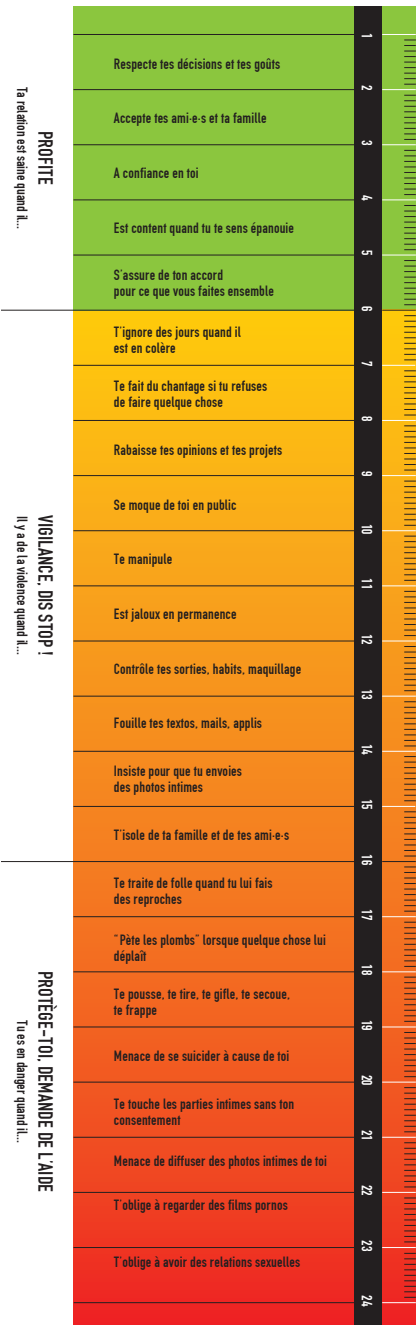 PROFITE
Ta relation est saine quand il...
1
Respecte tes décisions et tes goûts
2
Accepte tes ami·e·s et ta famille
3
A confiance en toi
4
Est content quand tu te sens épanouie
5
S'assure de ton accord
pour ce que vous faites ensemble
6
VIGILANCE, DIS STOP !
Il y a de la violence quand il...
T'ignore des jours quand il
est en colère
7
Te fait du chantage si tu refuses
de faire quelque chose
8
Rabaisse tes opinions et tes projets
9
Se moque de toi en public
10
Te manipule
11
Est jaloux en permanence
12
Contrôle tes sorties, habits, maquillage
13
Fouille tes textos, mails, applis
14
Insiste pour que tu envoies
des photos intimes
15
T'isole de ta famille et de tes ami·e·s
16
PROTÈGE-TOI, DEMANDE DE L'AIDE
Tu es en danger quand il...
Te traite de folle quand tu lui fais
des reproches
17
"Pète les plombs" lorsque quelque chose lui
déplaît
18
Te pousse, te tire, te gifle, te secoue,
te frappe
19
Menace de se suicider à cause de toi
20
Te touche les parties intimes sans ton
consentement
21
Menace de diffuser des photos intimes de toi
22
T'oblige à regarder des films pornos
23
T'oblige à avoir des relations sexuelles
24